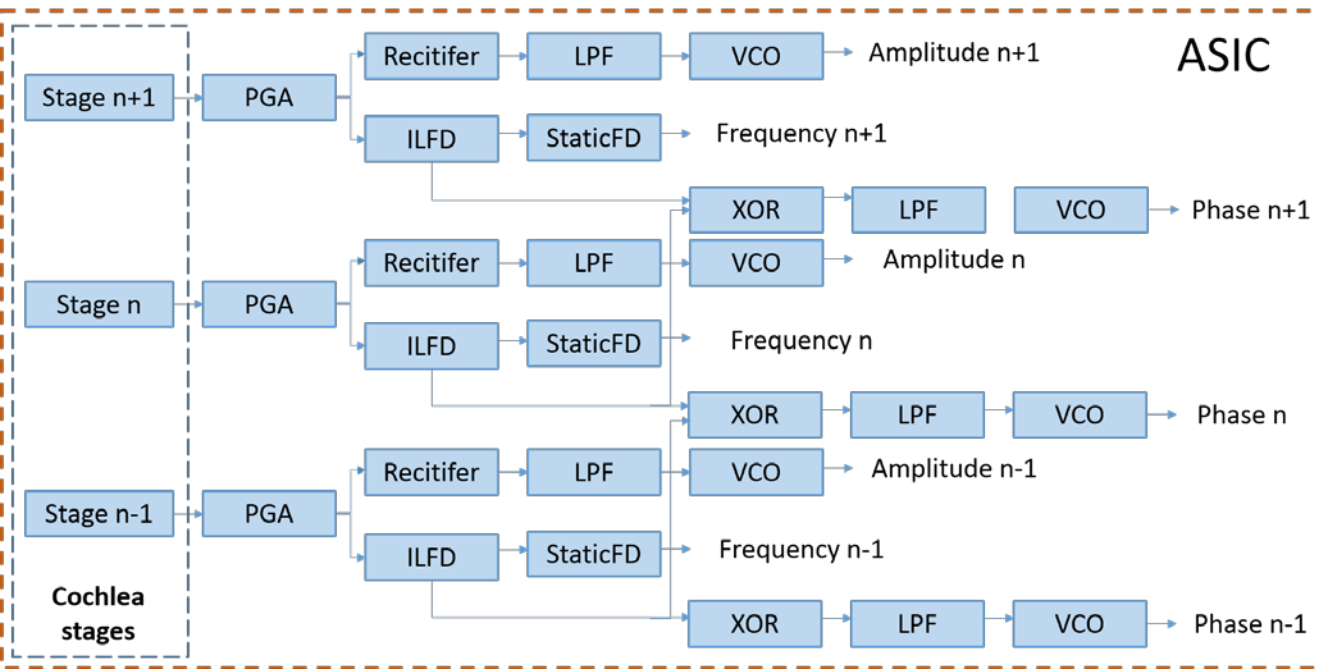 ASIC
Recitifer LPF VCO Amplitude n+1
Stage n+1 PGA
ILFD StaticFD Frequency n+1
XOR LPF VCO Phase n+1
Recitifer LPF VCO Amplitude n
Stage n PGA
ILFD StaticFD Frequency n
XOR LPF VCO Phase n
Recitifer LPF VCO Amplitude n-1
Stage n-1 PGA
ILFD StaticFD Frequency n-1
Cochlea
stages
XOR LPF VCO Phase n-1